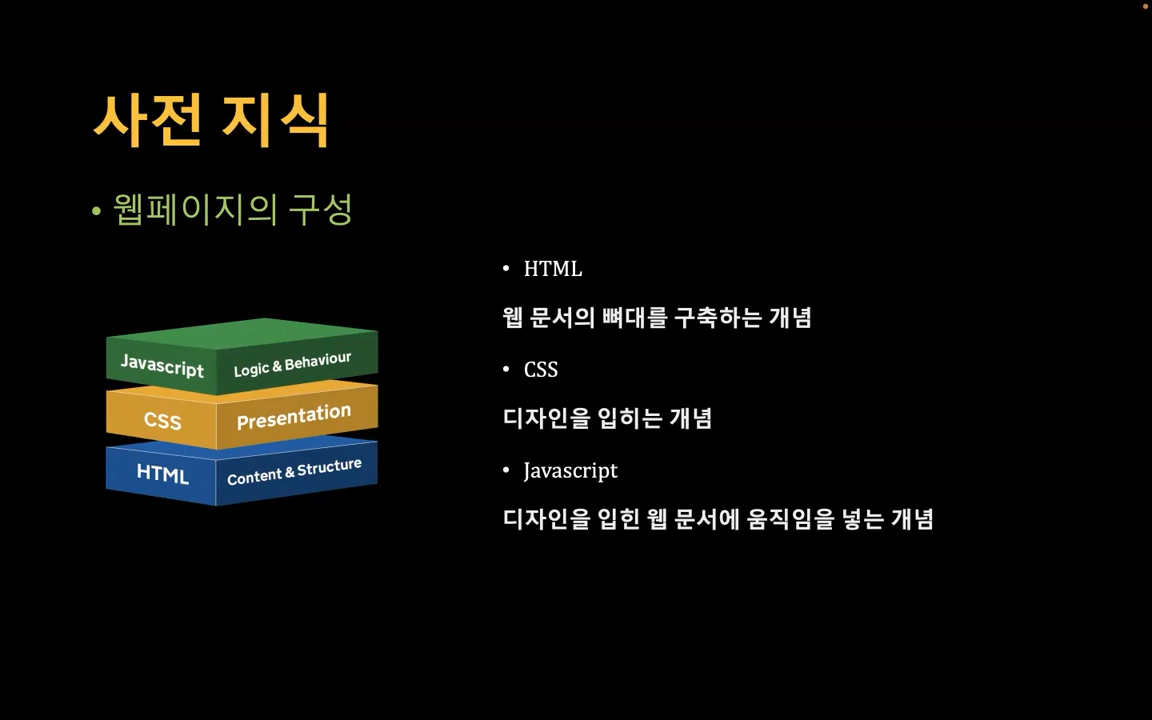 사전 지식
• 웹페이지의 구성
Javascript Logic & Behaviour
CSS Presentation
HTML Content & Structure
• HTML
웹 문서의 뼈대를 구축하는 개념
• CSS
디자인을 입히는 개념
• Javascript
디자인을 입힌 웹 문서에 움직임을 넣는 개념